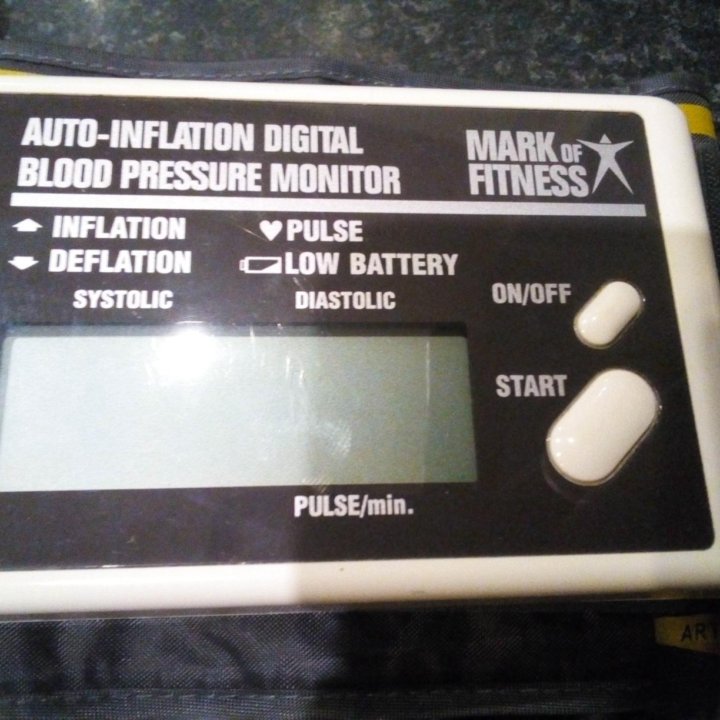 AUTO-INFLATION DIGITAL
BLOOD PRESSURE MONITOR
MARK OF
FITNESS
INFLATION
PULSE
DEFLATION
LOW BATTERY
SYSTOLIC
DIASTOLIC
ON/OFF
START
PULSE/min.